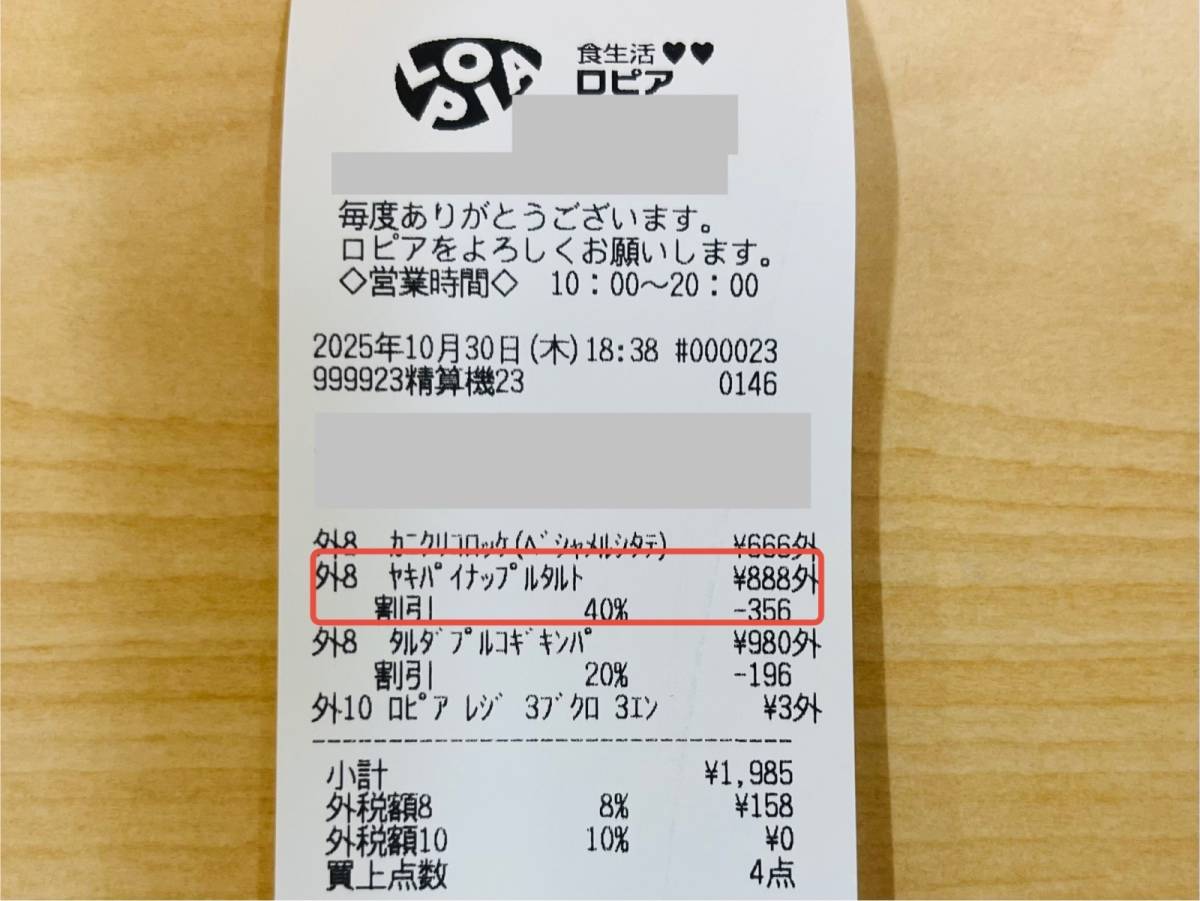 LOPIA
食生活♥♥
ロピア
毎度ありがとうございます。
ロピアをよろしくお願いします。
◇営業時間◇ 10：00〜20：00
2025年10月30日(木)18:38 #000023
999923精算機23 0146
外8 ｶﾆｸﾘｺﾛｯｹ(ﾍﾞｼｬﾒﾙｼﾀﾃ) ¥666外
外8 ﾔｷﾊﾟｲﾅｯﾌﾟﾙﾀﾙﾄ ¥888外
割引 40% -356
外8 ﾀﾙﾀﾞﾌﾟﾙｺｷﾞｷﾝﾊﾟ ¥980外
割引 20% -196
外10 ﾛﾋﾟｱ ﾚｼﾞ 3ﾌﾞｸﾛ 3ｴﾝ ¥3外
小計 ¥1,985
外税額8 8% ¥158
外税額10 10% ¥0
買上点数 4点